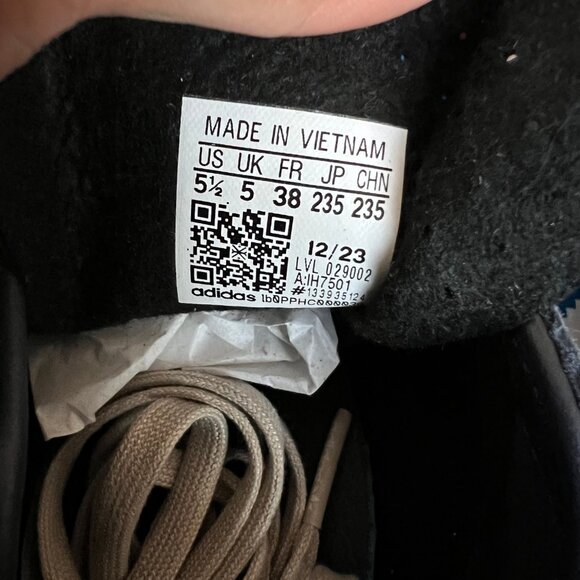 MADE IN VIETNAM
US UK FR JP CHN
5½ 5 38 235 235
12/23
LVL 029002
A:IH7501
#133935124
adidas